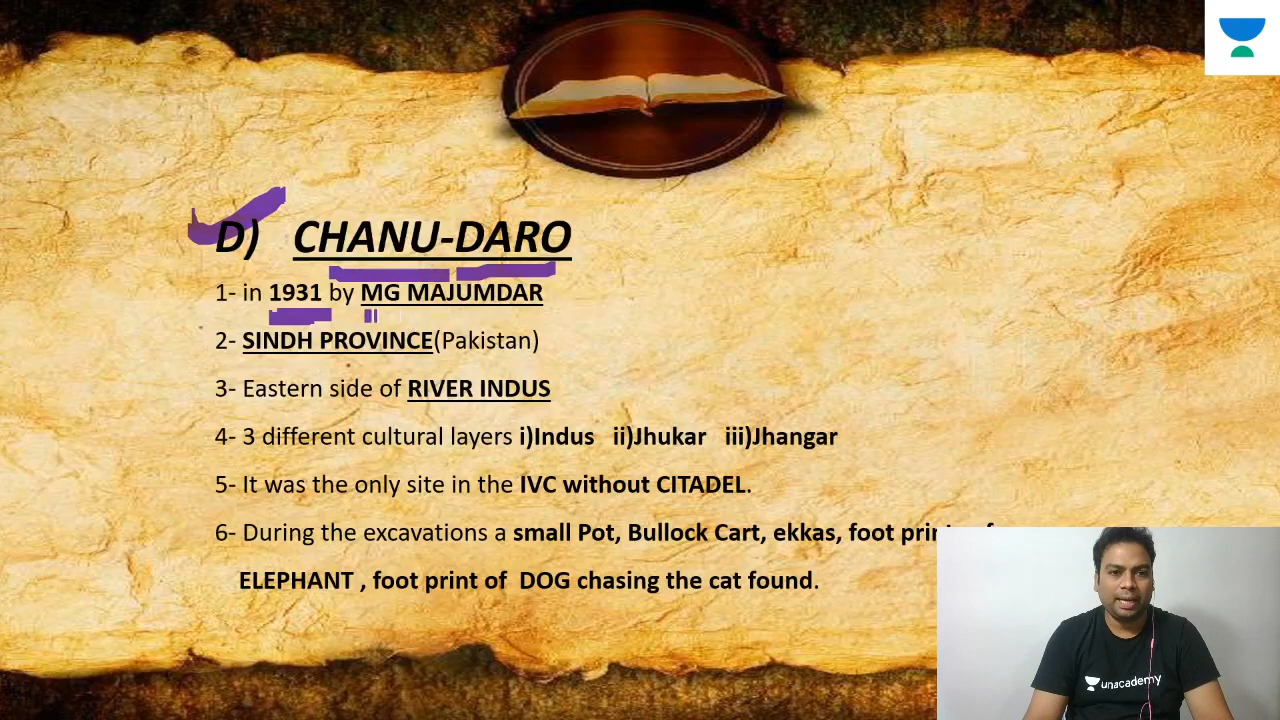 D) CHANU-DARO
1- in 1931 by MG MAJUMDAR
2- SINDH PROVINCE(Pakistan)
3- Eastern side of RIVER INDUS
4- 3 different cultural layers i)Indus ii)Jhukar iii)Jhangar
5- It was the only site in the IVC without CITADEL.
6- During the excavations a small Pot, Bullock Cart, ekkas, foot
ELEPHANT , foot print of DOG chasing the cat found.
unacademy